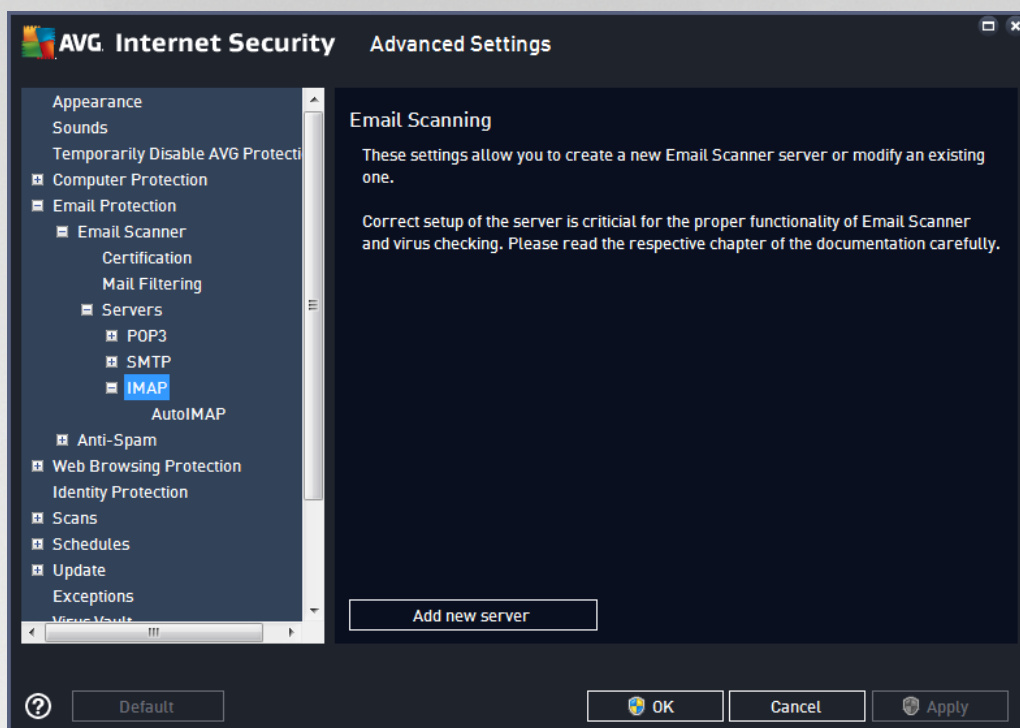 AVG. Internet Security Advanced Settings
Appearance
Sounds
Temporarily Disable AVG Protecti
Computer Protection
Email Protection
Email Scanner
Certification
Mail Filtering
Servers
POP3
SMTP
IMAP
AutoIMAP
Anti-Spam
Web Browsing Protection
Identity Protection
Scans
Schedules
Update
Exceptions
Virus Vault
Email Scanning
These settings allow you to create a new Email Scanner server or modify an existing
one.
Correct setup of the server is criticial for the proper functionality of Email Scanner
and virus checking. Please read the respective chapter of the documentation carefully.
Add new server
Default
OK
Cancel
Apply